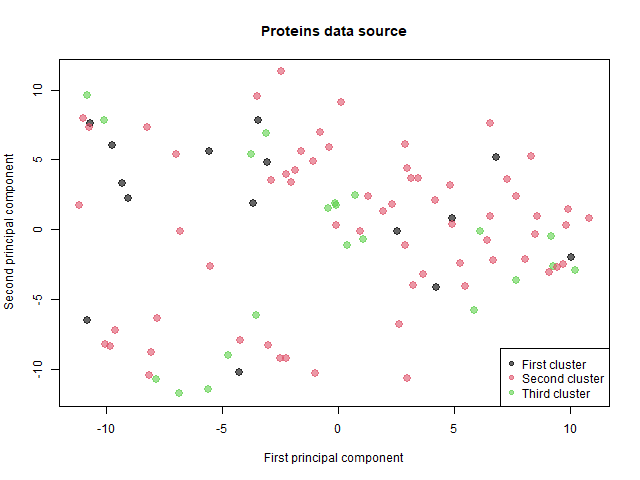 Proteins data source
Second principal component
10
5
0
-5
-10
First cluster
Second cluster
Third cluster
-10
-5
0
5
10
First principal component